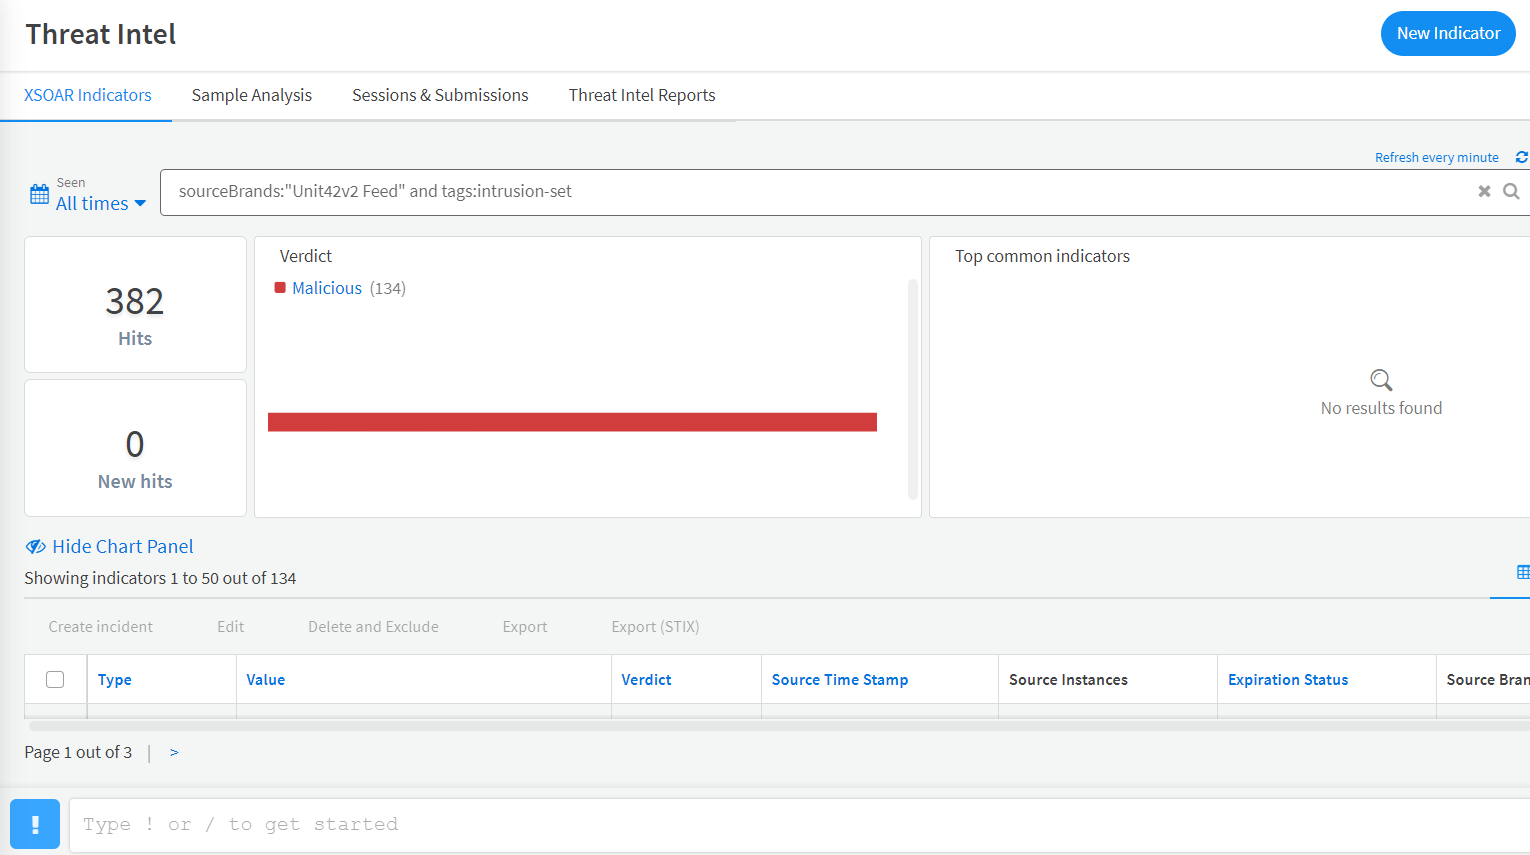 Threat Intel
New Indicator
XSOAR Indicators
Sample Analysis
Sessions & Submissions
Threat Intel Reports
Refresh every minute
Seen
All times
sourceBrands:"Unit42v2 Feed" and tags:intrusion-set
382
Hits
0
New hits
Verdict
Malicious (134)
Top common indicators
No results found
Hide Chart Panel
Showing indicators 1 to 50 out of 134
Create incident
Edit
Delete and Exclude
Export
Export (STIX)
Type
Value
Verdict
Source Time Stamp
Source Instances
Expiration Status
Source Bran
Page 1 out of 3 | >
!
Type ! or / to get started